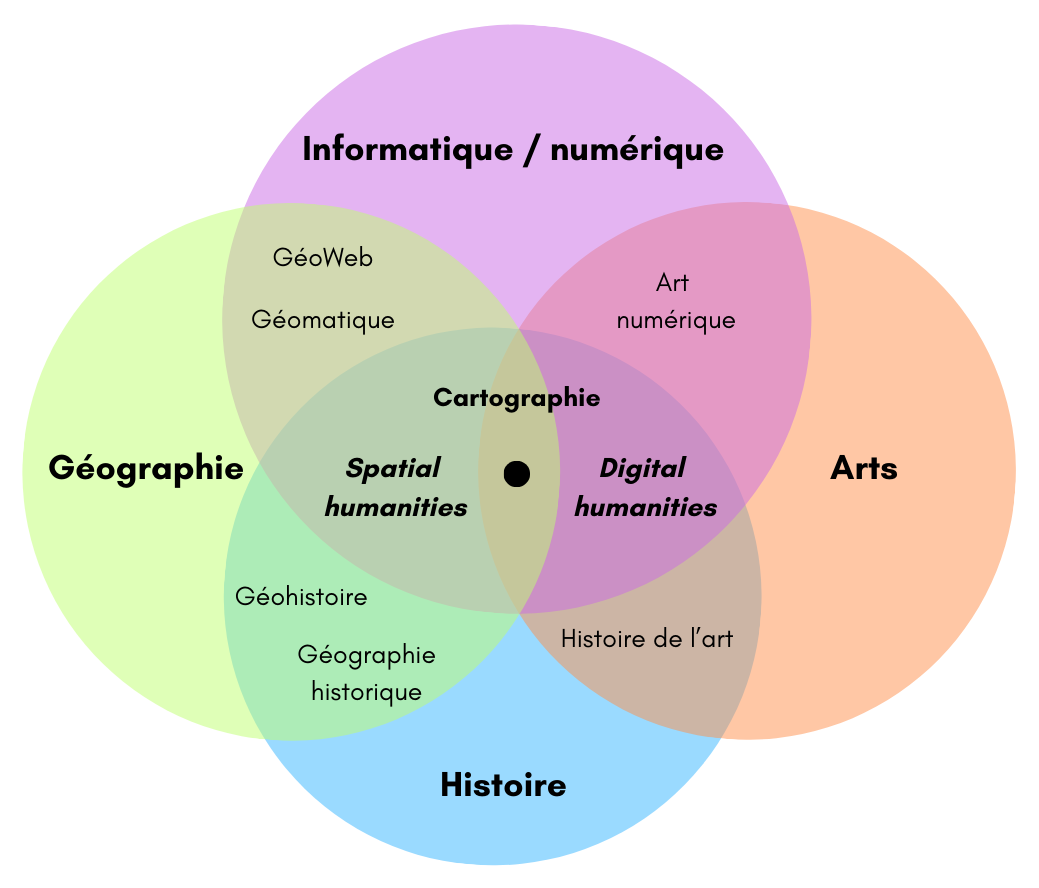 Informatique / numérique
GéoWeb
Géomatique
Art
numérique
Cartographie
Géographie
Spatial
humanities
Digital
humanities
Arts
Géohistoire
Géographie
historique
Histoire de l’art
Histoire